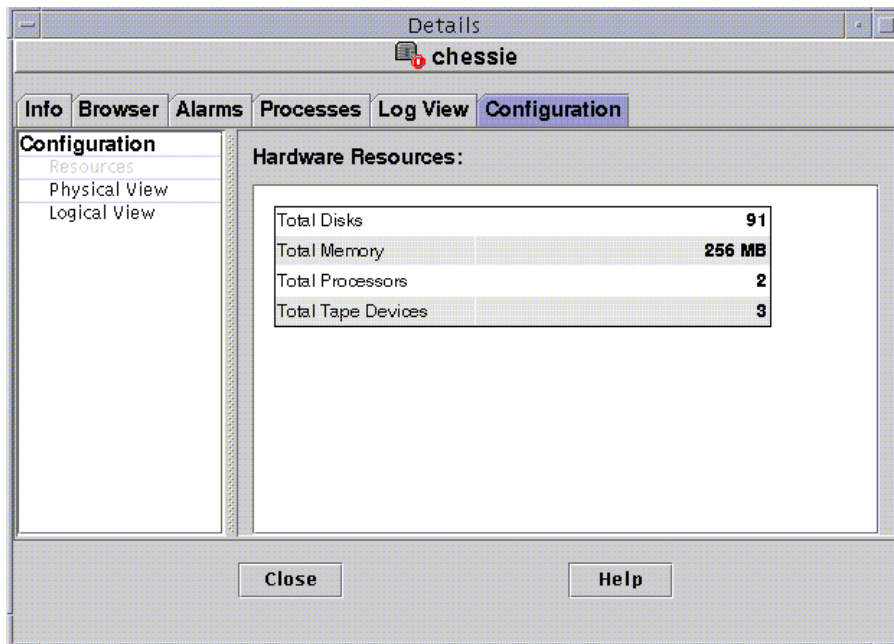 Details
chessie
Info Browser Alarms Processes Log View Configuration
Configuration
Resources
Physical View
Logical View
Hardware Resources:
Total Disks 91
Total Memory 256 MB
Total Processors 2
Total Tape Devices 3
Close Help